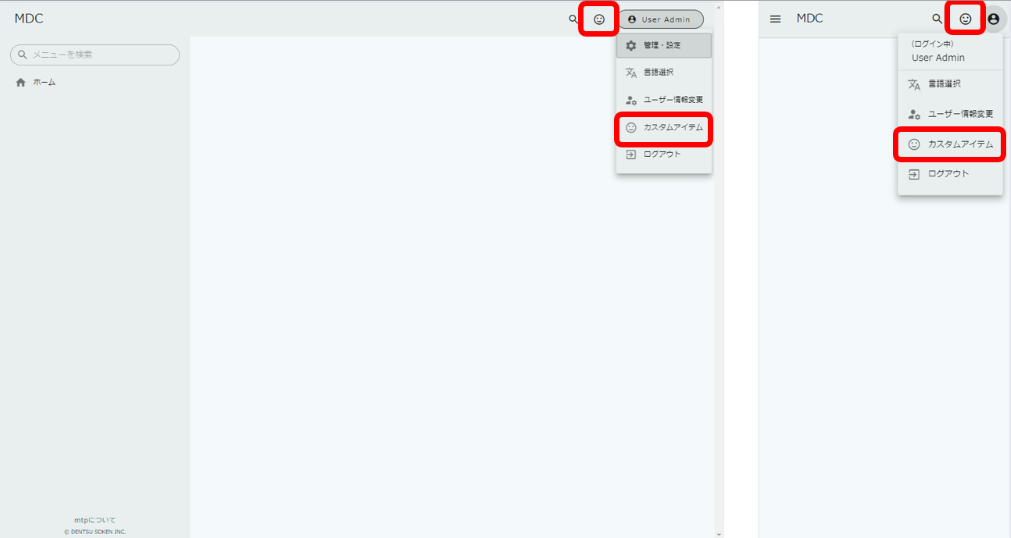 MDC
User Admin
メニューを検索
ホーム
管理・設定
言語選択
ユーザー情報変更
カスタムアイテム
ログアウト
mtpについて
© DENTSU SOKEN INC.
MDC
(ログイン中)
User Admin
言語選択
ユーザー情報変更
カスタムアイテム
ログアウト